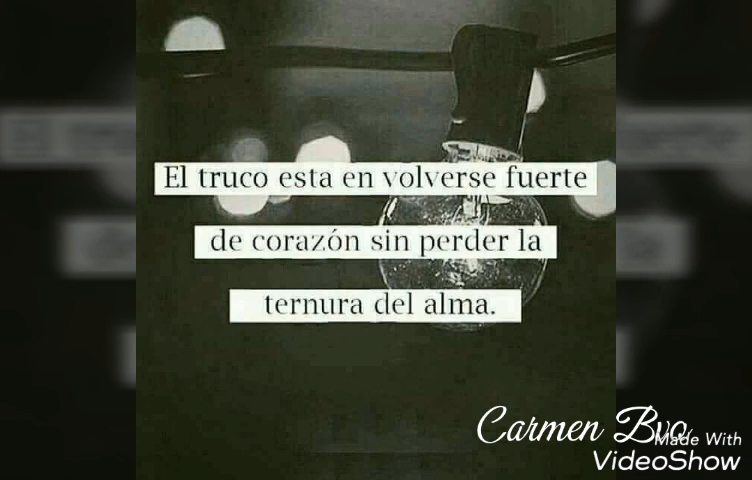 El truco esta en volverse fuerte
de corazón sin perder la
ternura del alma.
Carmen Bvo.
Made With
VideoShow